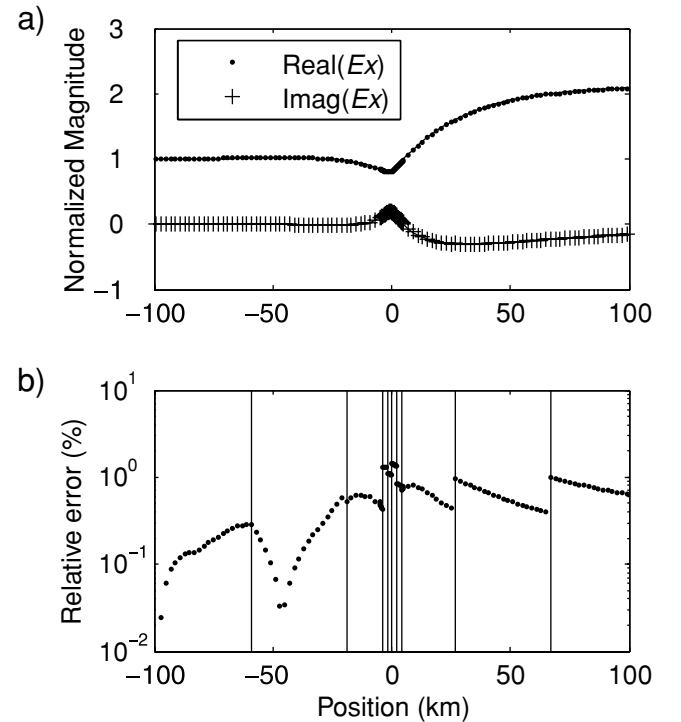 a)
3
2
1
0
−1
Normalized Magnitude
Real(Ex)
Imag(Ex)
−100 −50 0 50 100
b)
10^1
10^0
10^−1
10^−2
Relative error (%)
−100 −50 0 50 100
Position (km)